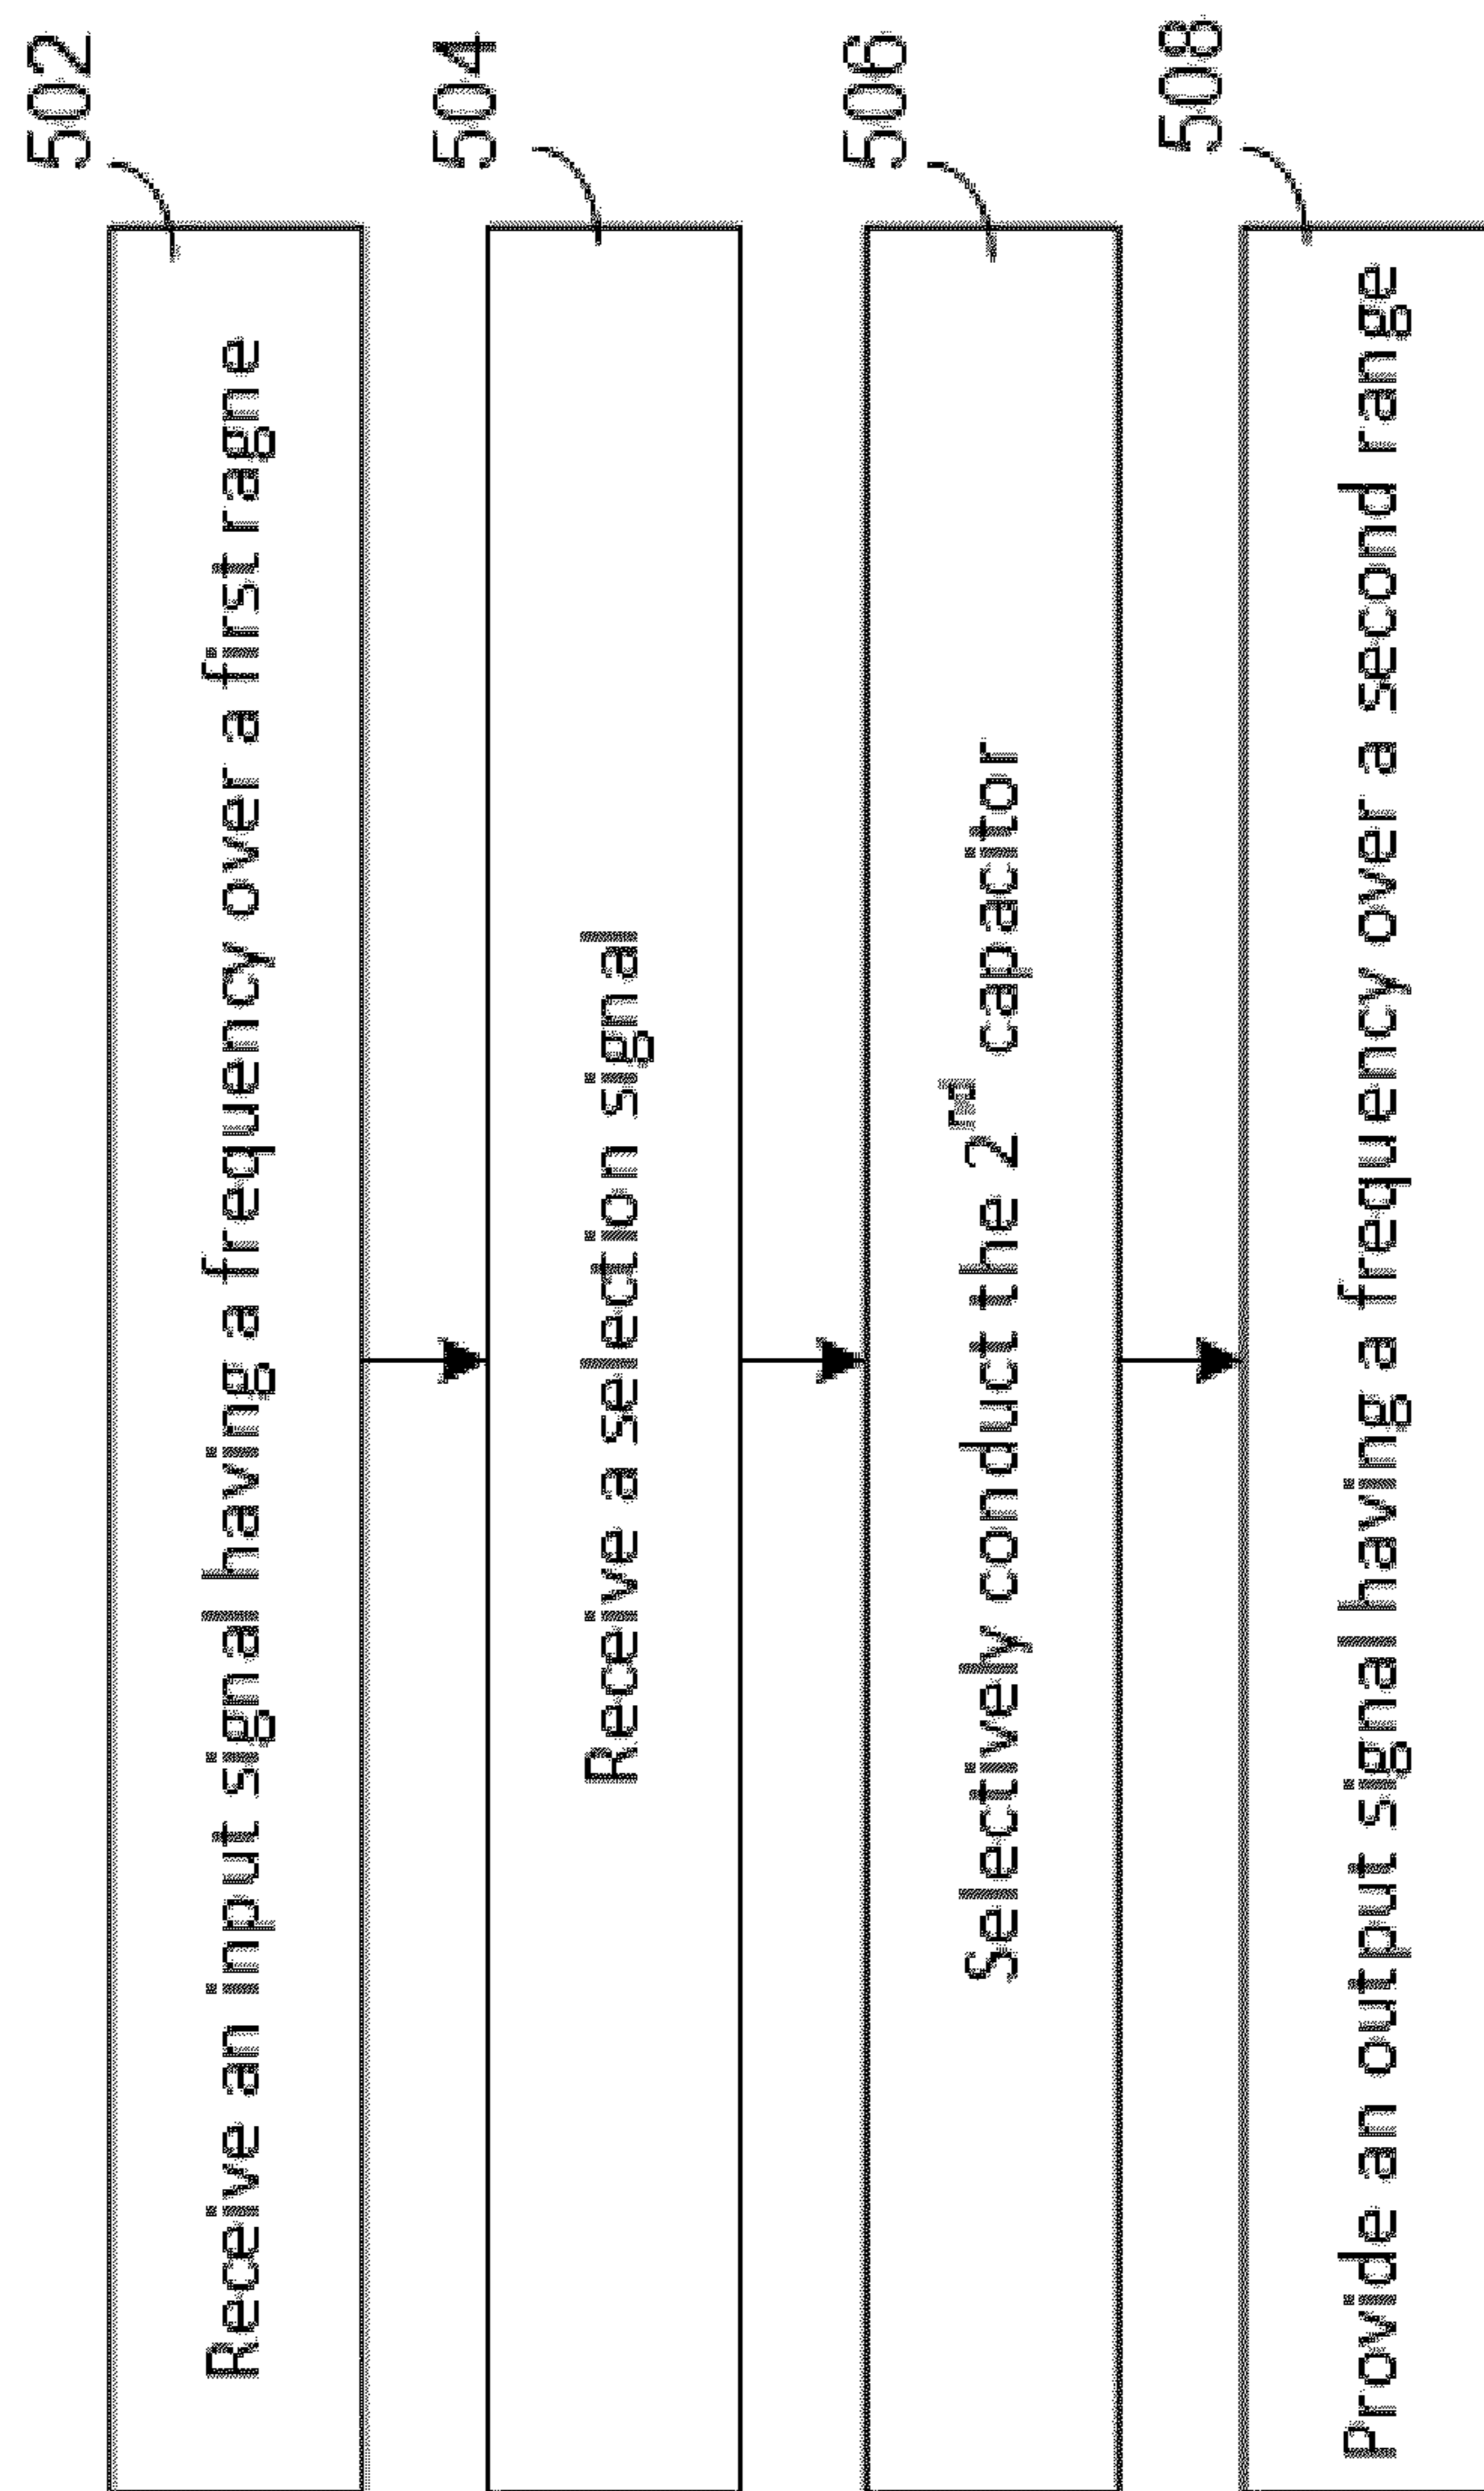 502
Receive an input signal having a frequency over a first ragne
504
Receive a selection signal
506
Selectively conduct the 2nd capacitor
508
Provide an output signal having a frequency over a second range